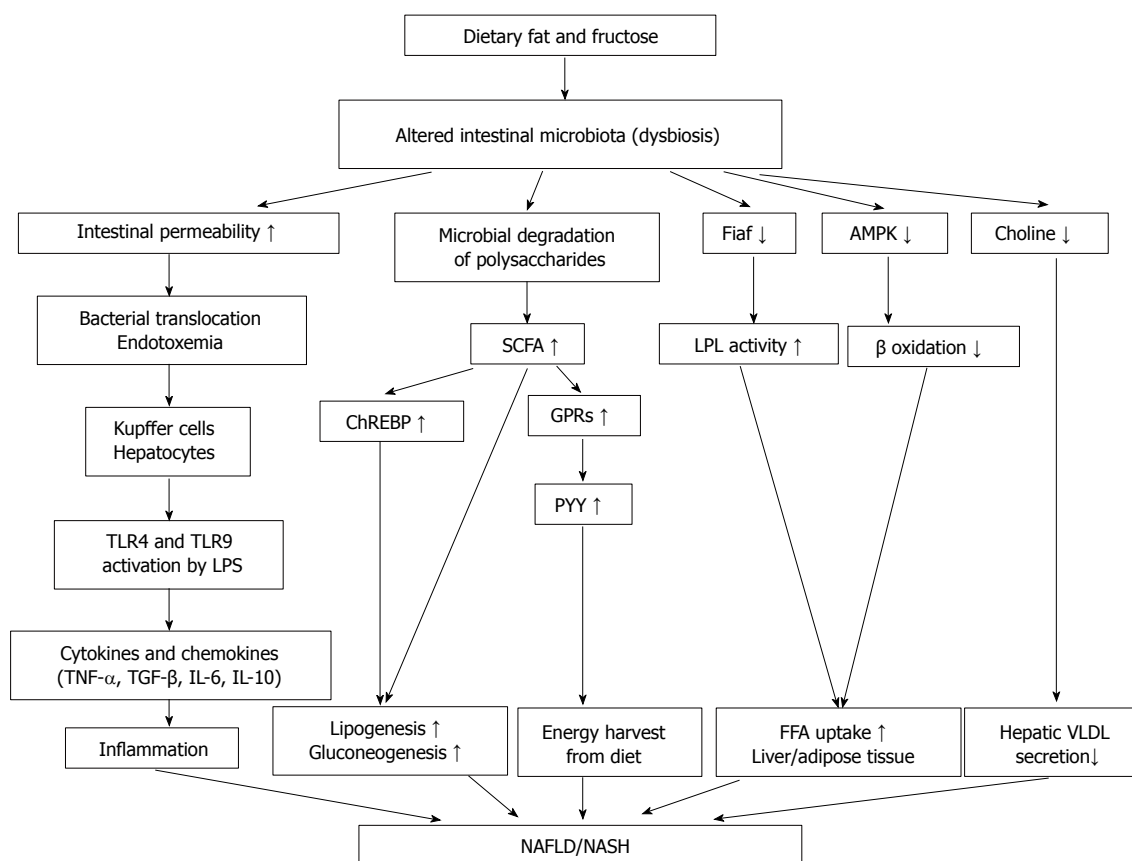 Dietary fat and fructose
Altered intestinal microbiota (dysbiosis)
Intestinal permeability ↑
Microbial degradation
of polysaccharides
Fiaf ↓
AMPK ↓
Choline ↓
Bacterial translocation
Endotoxemia
SCFA ↑
LPL activity ↑
β oxidation ↓
Kupffer cells
Hepatocytes
ChREBP ↑
GPRs ↑
PYY ↑
TLR4 and TLR9
activation by LPS
Cytokines and chemokines
(TNF-α, TGF-β, IL-6, IL-10)
Inflammation
Lipogenesis ↑
Gluconeogenesis ↑
Energy harvest
from diet
FFA uptake ↑
Liver/adipose tissue
Hepatic VLDL
secretion↓
NAFLD/NASH